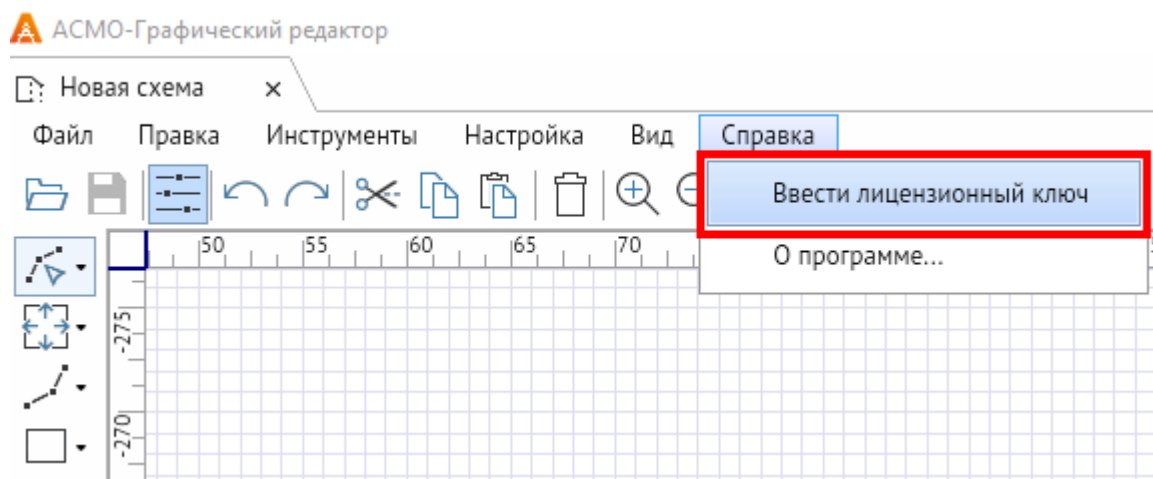 АСМО-Графический редактор
Новая схема
Файл Правка Инструменты Настройка Вид Справка
Ввести лицензионный ключ
О программе...
50 55 60 65 70
-275
-270